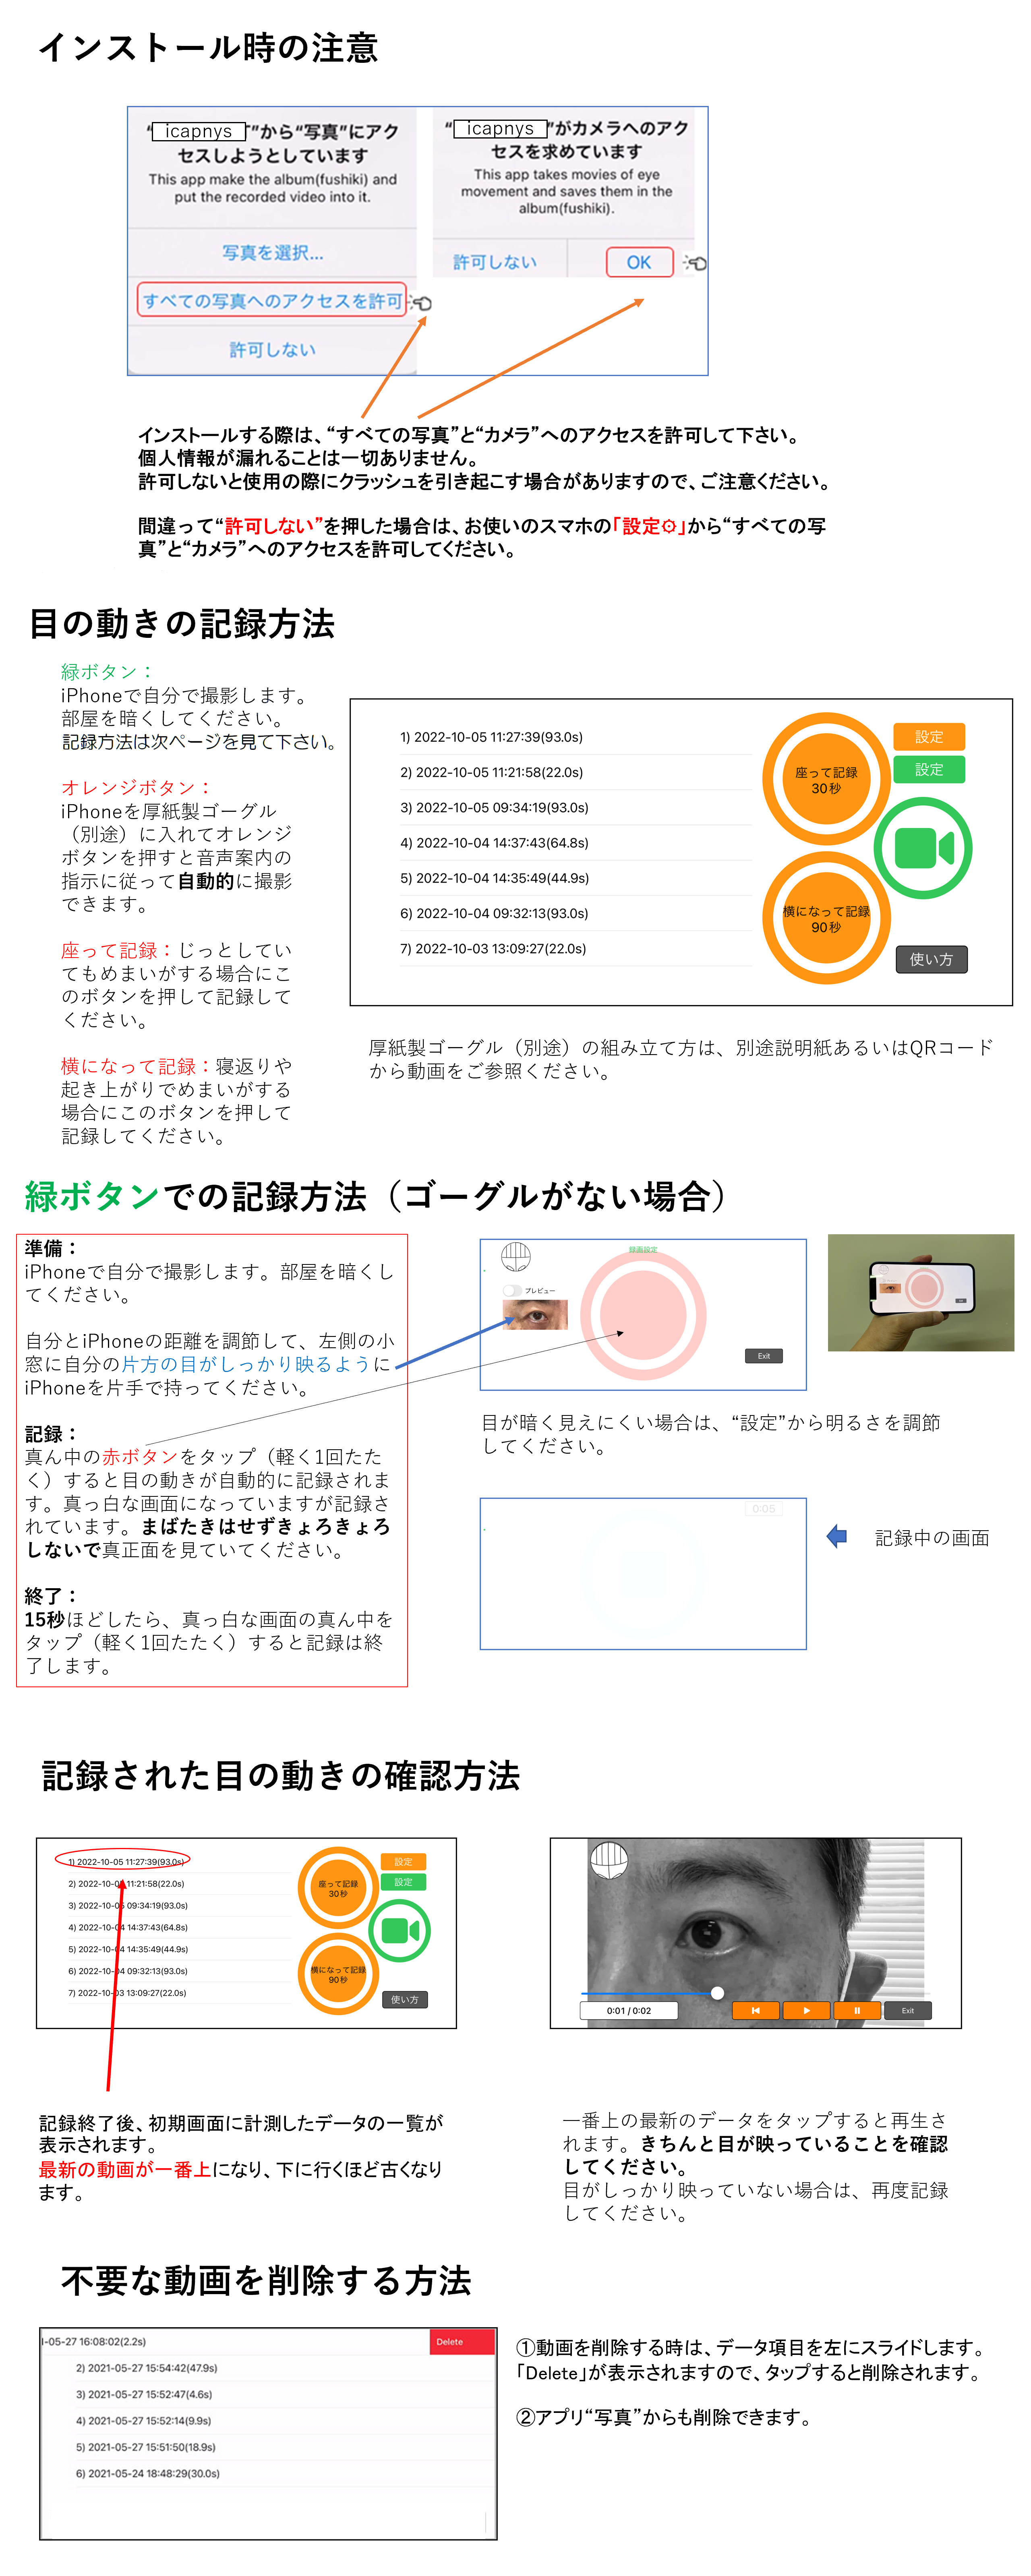 インストール時の注意
“icapnys”から“写真”にアク
セスしようとしています
This app make the album(fushiki) and
put the recorded video into it.
写真を選択...
すべての写真へのアクセスを許可
許可しない
“icapnys”がカメラへのアク
セスを求めています
This app takes movies of eye
movement and saves them in the
album(fushiki).
許可しない
OK
インストールする際は、“すべての写真”と“カメラ”へのアクセスを許可して下さい。
個人情報が漏れることは一切ありません。
許可しないと使用の際にクラッシュを引き起こす場合がありますので、ご注意ください。
間違って“許可しない”を押した場合は、お使いのスマホの「設定⚙」から“すべての写
真”と“カメラ”へのアクセスを許可してください。
目の動きの記録方法
緑ボタン：
iPhoneで自分で撮影します。
部屋を暗くしてください。
記録方法は次ページを見て下さい。
オレンジボタン：
iPhoneを厚紙製ゴーグル
（別途）に入れてオレンジ
ボタンを押すと音声案内の
指示に従って自動的に撮影
できます。
座って記録：じっとしてい
てもめまいがする場合にこ
のボタンを押して記録して
ください。
横になって記録：寝返りや
起き上がりでめまいがする
場合にこのボタンを押して
記録してください。
1) 2022-10-05 11:27:39(93.0s)
2) 2022-10-05 11:21:58(22.0s)
3) 2022-10-05 09:34:19(93.0s)
4) 2022-10-04 14:37:43(64.8s)
5) 2022-10-04 14:35:49(44.9s)
6) 2022-10-04 09:32:13(93.0s)
7) 2022-10-03 13:09:27(22.0s)
座って記録
30秒
設定
設定
横になって記録
90秒
使い方
厚紙製ゴーグル（別途）の組み立て方は、別途説明紙あるいはQRコード
から動画をご参照ください。
緑ボタンでの記録方法（ゴーグルがない場合）
準備：
iPhoneで自分で撮影します。部屋を暗くし
てください。
自分とiPhoneの距離を調節して、左側の小
窓に自分の片方の目がしっかり映るように
iPhoneを片手で持ってください。
記録：
真ん中の赤ボタンをタップ（軽く1回たた
く）すると目の動きが自動的に記録されま
す。真っ白な画面になっていますが記録さ
れています。まばたきはせずきょろきょろ
しないで真正面を見ていてください。
終了：
15秒ほどしたら、真っ白な画面の真ん中を
タップ（軽く1回たたく）すると記録は終
了します。
録画設定
プレビュー
Exit
目が暗く見えにくい場合は、“設定”から明るさを調節
してください。
0:05
記録中の画面
記録された目の動きの確認方法
1) 2022-10-05 11:27:39(93.0s)
2) 2022-10-05 11:21:58(22.0s)
3) 2022-10-05 09:34:19(93.0s)
4) 2022-10-04 14:37:43(64.8s)
5) 2022-10-04 14:35:49(44.9s)
6) 2022-10-04 09:32:13(93.0s)
7) 2022-10-03 13:09:27(22.0s)
座って記録
30秒
設定
設定
横になって記録
90秒
使い方
0:01 / 0:02
Exit
記録終了後、初期画面に計測したデータの一覧が
表示されます。
最新の動画が一番上になり、下に行くほど古くなり
ます。
一番上の最新のデータをタップすると再生さ
れます。きちんと目が映っていることを確認
してください。
目がしっかり映っていない場合は、再度記録
してください。
不要な動画を削除する方法
I-05-27 16:08:02(2.2s)
Delete
2) 2021-05-27 15:54:42(47.9s)
3) 2021-05-27 15:52:47(4.6s)
4) 2021-05-27 15:52:14(9.9s)
5) 2021-05-27 15:51:50(18.9s)
6) 2021-05-24 18:48:29(30.0s)
①動画を削除する時は、データ項目を左にスライドします。
「Delete」が表示されますので、タップすると削除されます。
②アプリ“写真”からも削除できます。